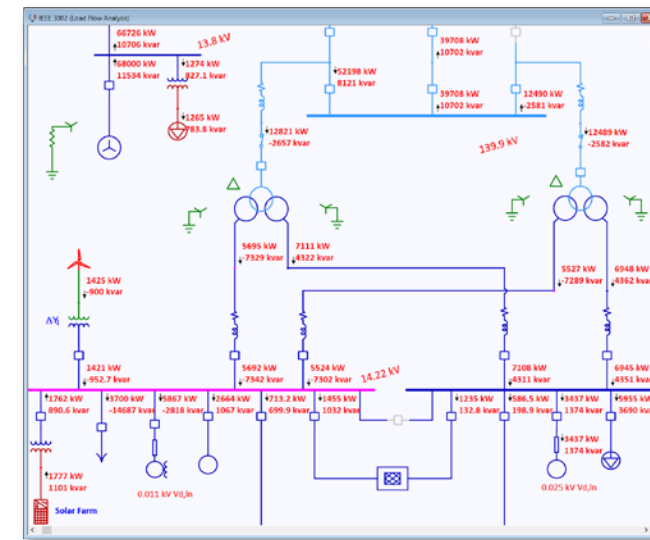 IEEE 3002 (Load Flow Analysis)
66726 kW
10706 kvar
13.8 kV
68000 kW
11534 kvar
1274 kW
827.1 kvar
1265 kW
783.8 kvar
52198 kW
8121 kvar
39708 kW
10702 kvar
39708 kW
10702 kvar
12490 kW
-2581 kvar
12821 kW
-2657 kvar
139.9 kV
12489 kW
-2582 kvar
5695 kW
-7329 kvar
7111 kW
4322 kvar
5527 kW
-7289 kvar
6948 kW
4362 kvar
1425 kW
-900 kvar
ΔYj
1421 kW
-952.7 kvar
5692 kW
-7342 kvar
5524 kW
-7302 kvar
14.22 kV
7108 kW
4311 kvar
6945 kW
4351 kvar
1762 kW
890.6 kvar
3700 kW
-14687 kvar
5867 kW
-2818 kvar
2664 kW
1067 kvar
713.2 kW
699.9 kvar
1455 kW
1032 kvar
1235 kW
132.8 kvar
586.5 kW
198.9 kvar
3437 kW
1374 kvar
5955 kW
3690 kvar
3437 kW
1374 kvar
1777 kW
1101 kvar
0.011 kV Vd,ln
0.025 kV Vd,ln
Solar Farm